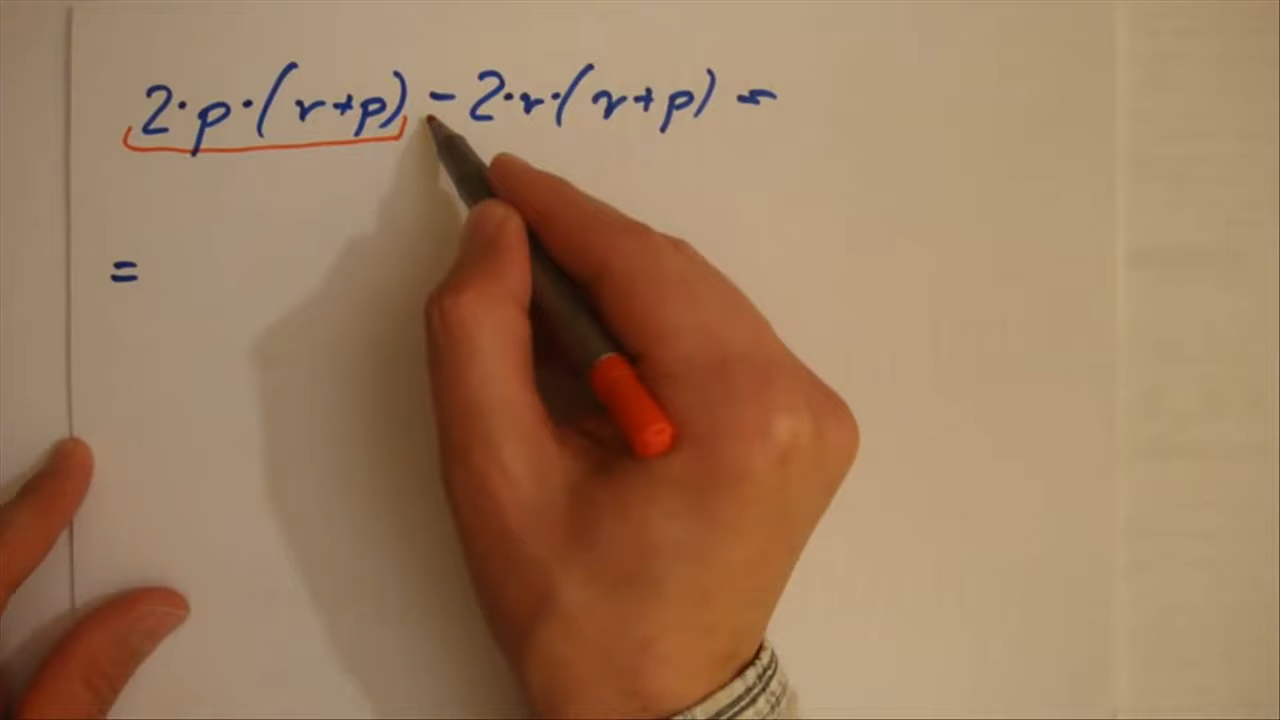 2·p·(r+p) - 2·r·(r+p) =
=